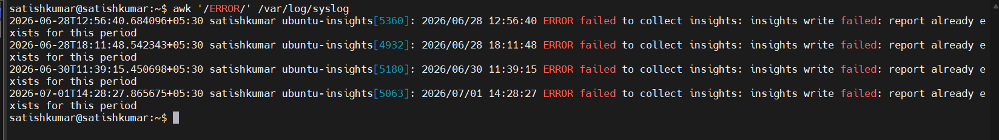 satishkumar@satishkumar:~$ awk '/ERROR/' /var/log/syslog
2026-06-28T12:56:40.684096+05:30 satishkumar ubuntu-insights[5360]: 2026/06/28 12:56:40 ERROR failed to collect insights: insights write failed: report already e
xists for this period
2026-06-28T18:11:48.542343+05:30 satishkumar ubuntu-insights[4932]: 2026/06/28 18:11:48 ERROR failed to collect insights: insights write failed: report already e
xists for this period
2026-06-30T11:39:15.450698+05:30 satishkumar ubuntu-insights[5180]: 2026/06/30 11:39:15 ERROR failed to collect insights: insights write failed: report already e
xists for this period
2026-07-01T14:28:27.865675+05:30 satishkumar ubuntu-insights[5063]: 2026/07/01 14:28:27 ERROR failed to collect insights: insights write failed: report already e
xists for this period
satishkumar@satishkumar:~$